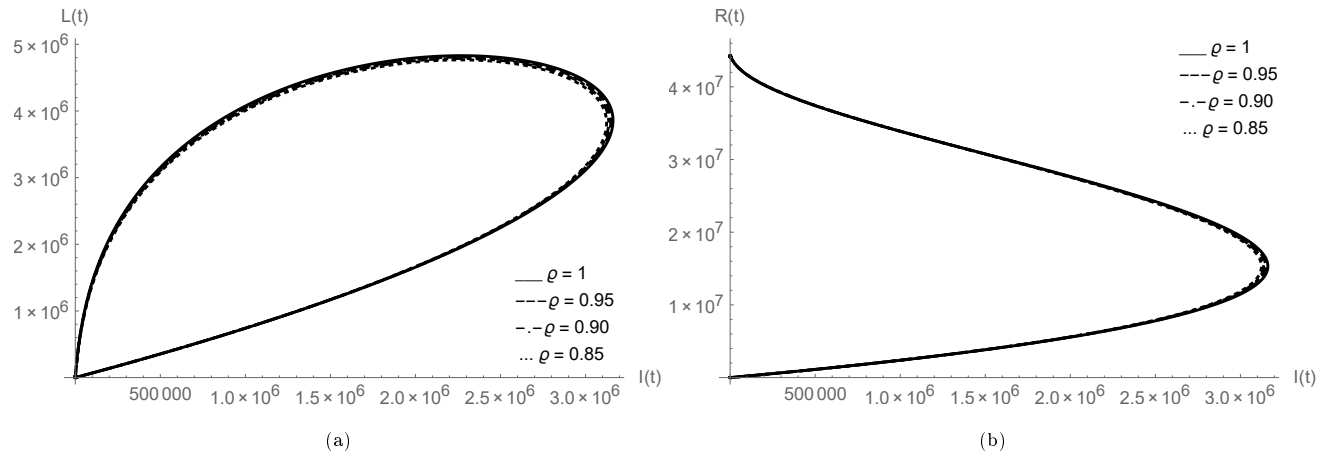 L(t)
5 × 10^6
4 × 10^6
3 × 10^6
2 × 10^6
1 × 10^6
500 000
1.0 × 10^6
1.5 × 10^6
2.0 × 10^6
2.5 × 10^6
3.0 × 10^6
I(t)
___ ϱ = 1
---ϱ = 0.95
-.-ϱ = 0.90
... ϱ = 0.85
(a)
R(t)
4 × 10^7
3 × 10^7
2 × 10^7
1 × 10^7
500 000
1.0 × 10^6
1.5 × 10^6
2.0 × 10^6
2.5 × 10^6
3.0 × 10^6
I(t)
___ ϱ = 1
---ϱ = 0.95
-.-ϱ = 0.90
... ϱ = 0.85
(b)